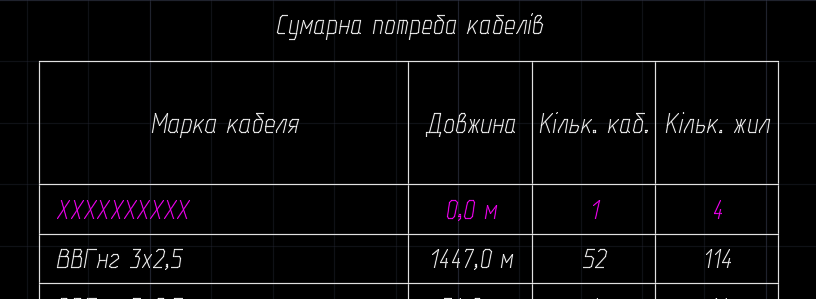 Сумарна потреба кабелів
Марка кабеля Довжина Кільк. каб. Кільк. жил
XXXXXXXXXX 0,0 м 1 4
ВВГнг 3х2,5 1447,0 м 52 114